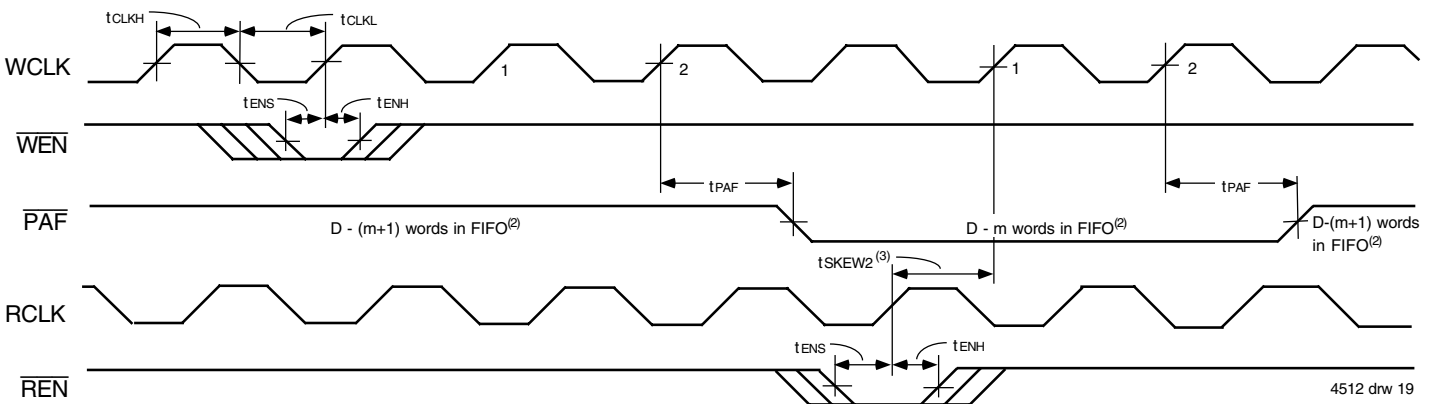 tCLKH
tCLKL
WCLK
1
2
1
2
tENS
tENH
WEN
tPAF
tPAF
PAF
D - (m+1) words in FIFO(2)
D - m words in FIFO(2)
D-(m+1) words
in FIFO(2)
tSKEW2(3)
RCLK
tENS
tENH
REN
4512 drw 19